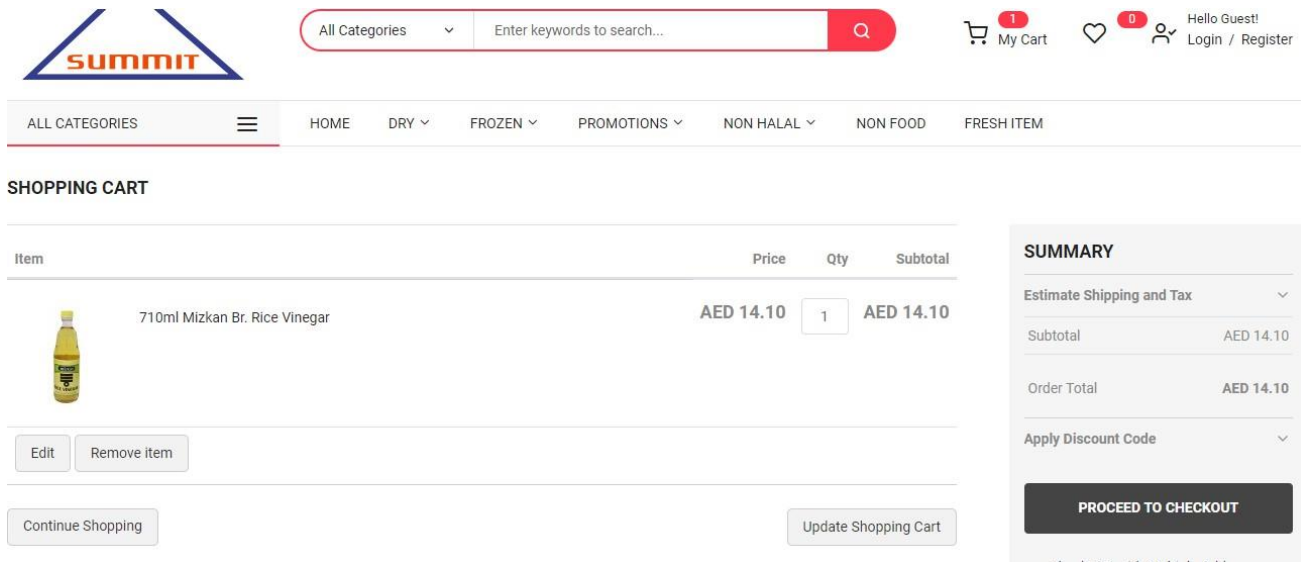 SUMMIT
All Categories
Enter keywords to search...
1
My Cart
0
Hello Guest!
Login / Register
ALL CATEGORIES
HOME DRY FROZEN PROMOTIONS NON HALAL NON FOOD FRESH ITEM
SHOPPING CART
Item Price Qty Subtotal
710ml Mizkan Br. Rice Vinegar AED 14.10 1 AED 14.10
Edit Remove item
Continue Shopping Update Shopping Cart
SUMMARY
Estimate Shipping and Tax
Subtotal AED 14.10
Order Total AED 14.10
Apply Discount Code
PROCEED TO CHECKOUT